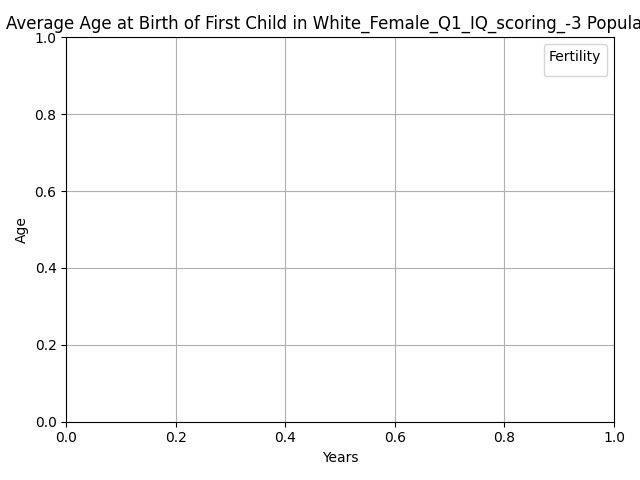 Average Age at Birth of First Child in White_Female_Q1_IQ_scoring_-3 Popula
Fertility
1.0
0.8
0.6
0.4
0.2
0.0
Age
0.0 0.2 0.4 0.6 0.8 1.0
Years